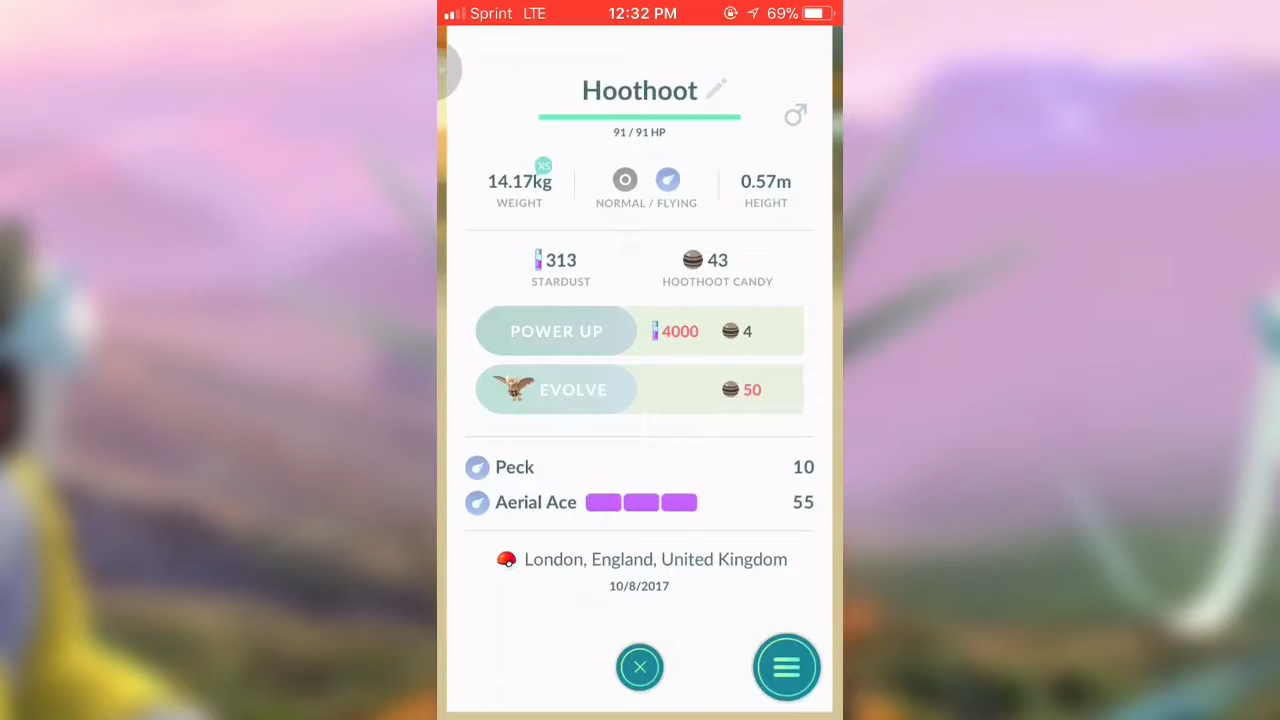 Sprint LTE 12:32 PM 69%
Hoothoot
91 / 91 HP
XS
14.17kg 0.57m
WEIGHT NORMAL / FLYING HEIGHT
313 43
STARDUST HOOTHOOT CANDY
POWER UP 4000 4
EVOLVE 50
Peck 10
Aerial Ace 55
London, England, United Kingdom
10/8/2017